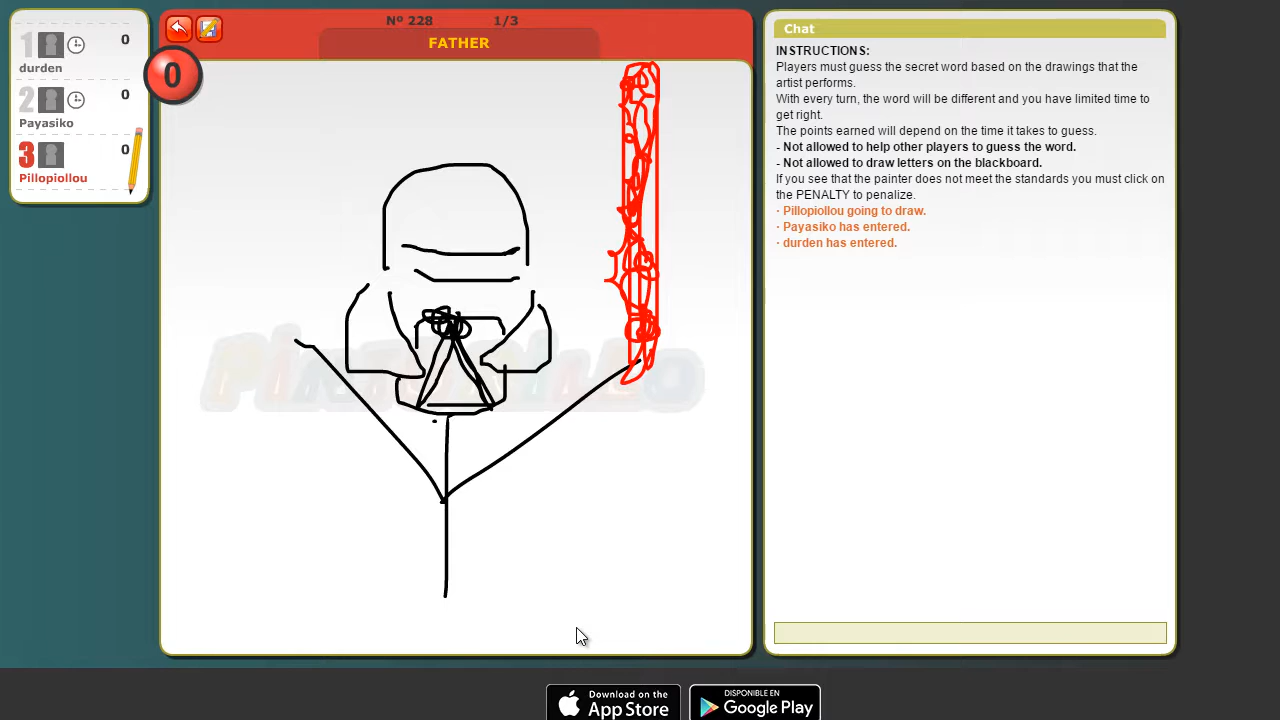 1
0
durden
2
0
Payasiko
3
0
Pillopiollou
Nº 228 1/3
FATHER
0
PINTURILLO
Chat
INSTRUCTIONS:
Players must guess the secret word based on the drawings that the
artist performs.
With every turn, the word will be different and you have limited time to
get right.
The points earned will depend on the time it takes to guess.
- Not allowed to help other players to guess the word.
- Not allowed to draw letters on the blackboard.
If you see that the painter does not meet the standards you must click on
the PENALTY to penalize.
· Pillopiollou going to draw.
· Payasiko has entered.
· durden has entered.
Download on the
App Store
DISPONIBLE EN
Google Play